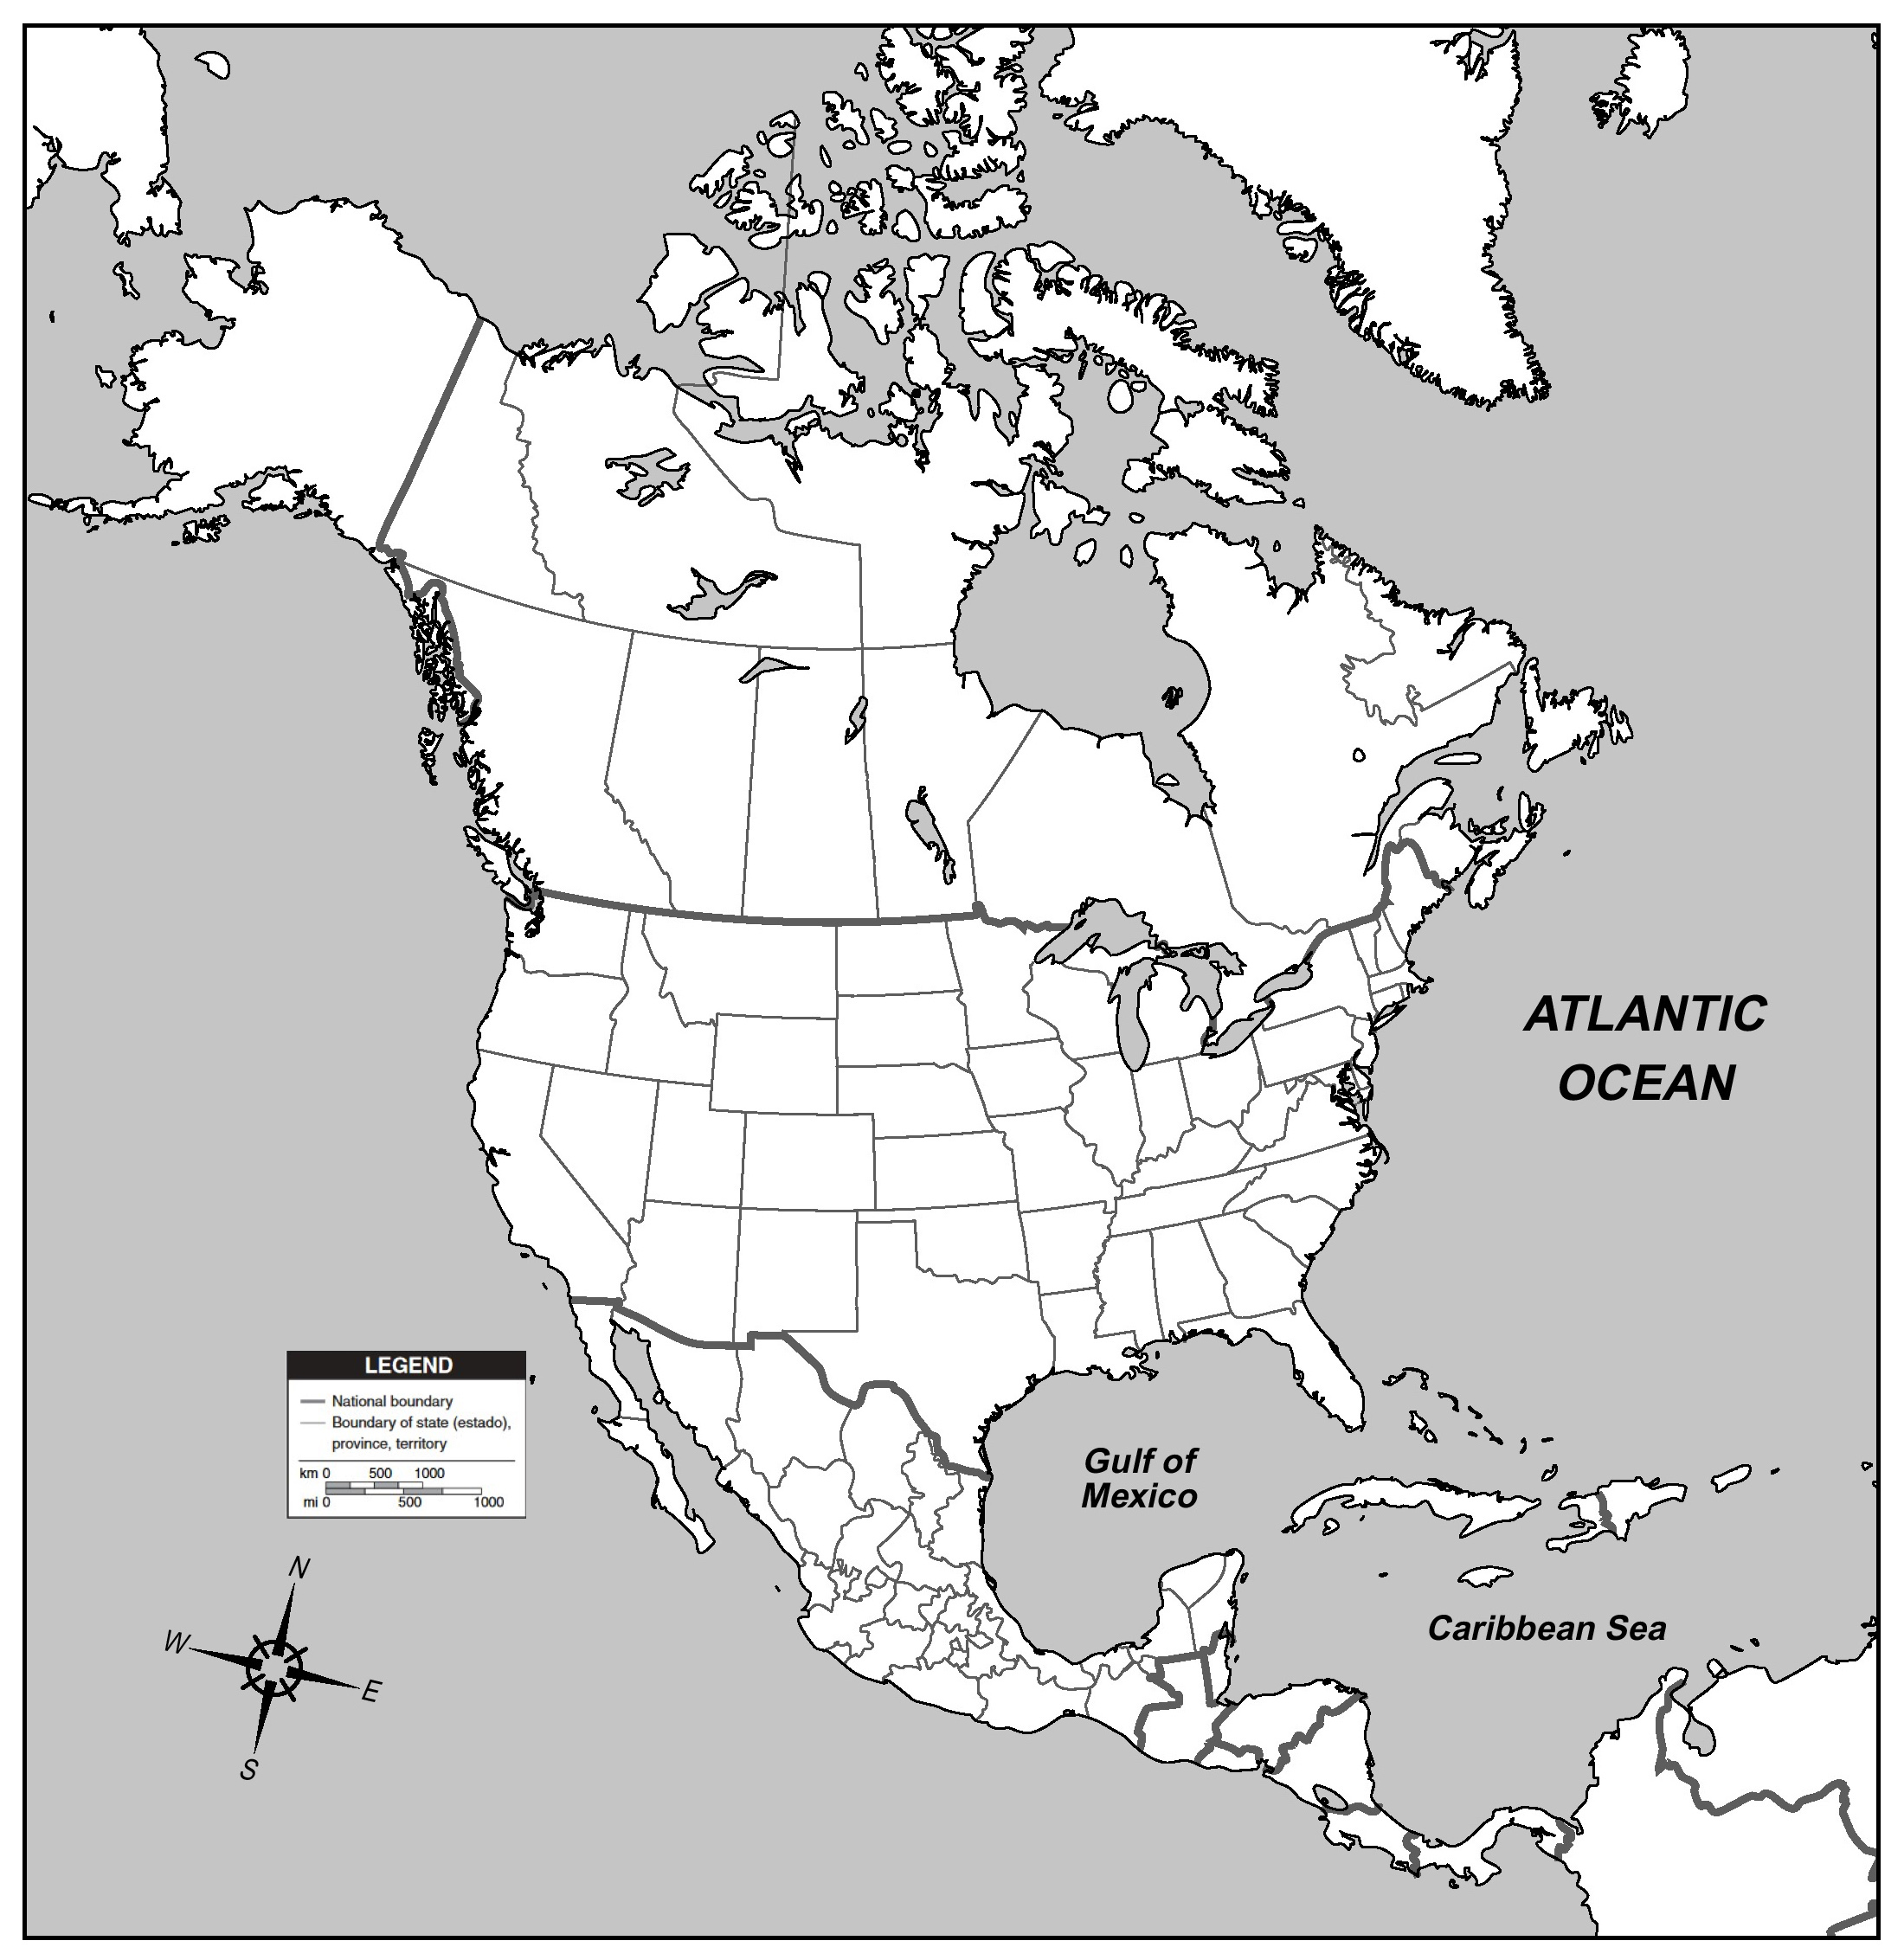 ATLANTIC
OCEAN
LEGEND
National boundary
Boundary of state (estado),
province, territory
km 0 500 1000
mi 0 500 1000
Gulf of
Mexico
Caribbean Sea
N
W
E
S